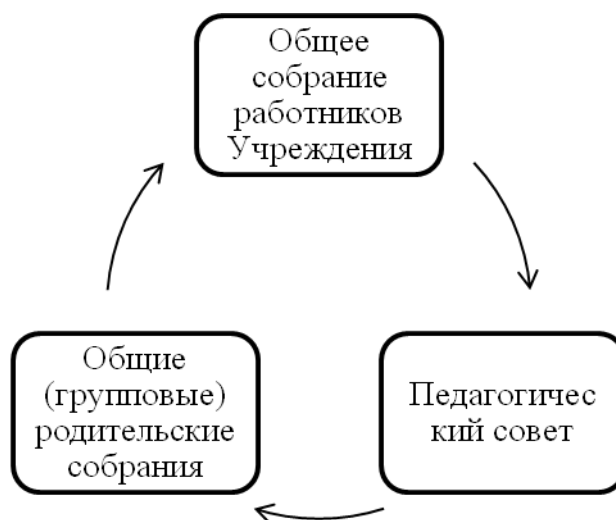 Общее
собрание
работников
Учреждения
Общие
(групповые)
родительские
собрания
Педагогичес
кий совет